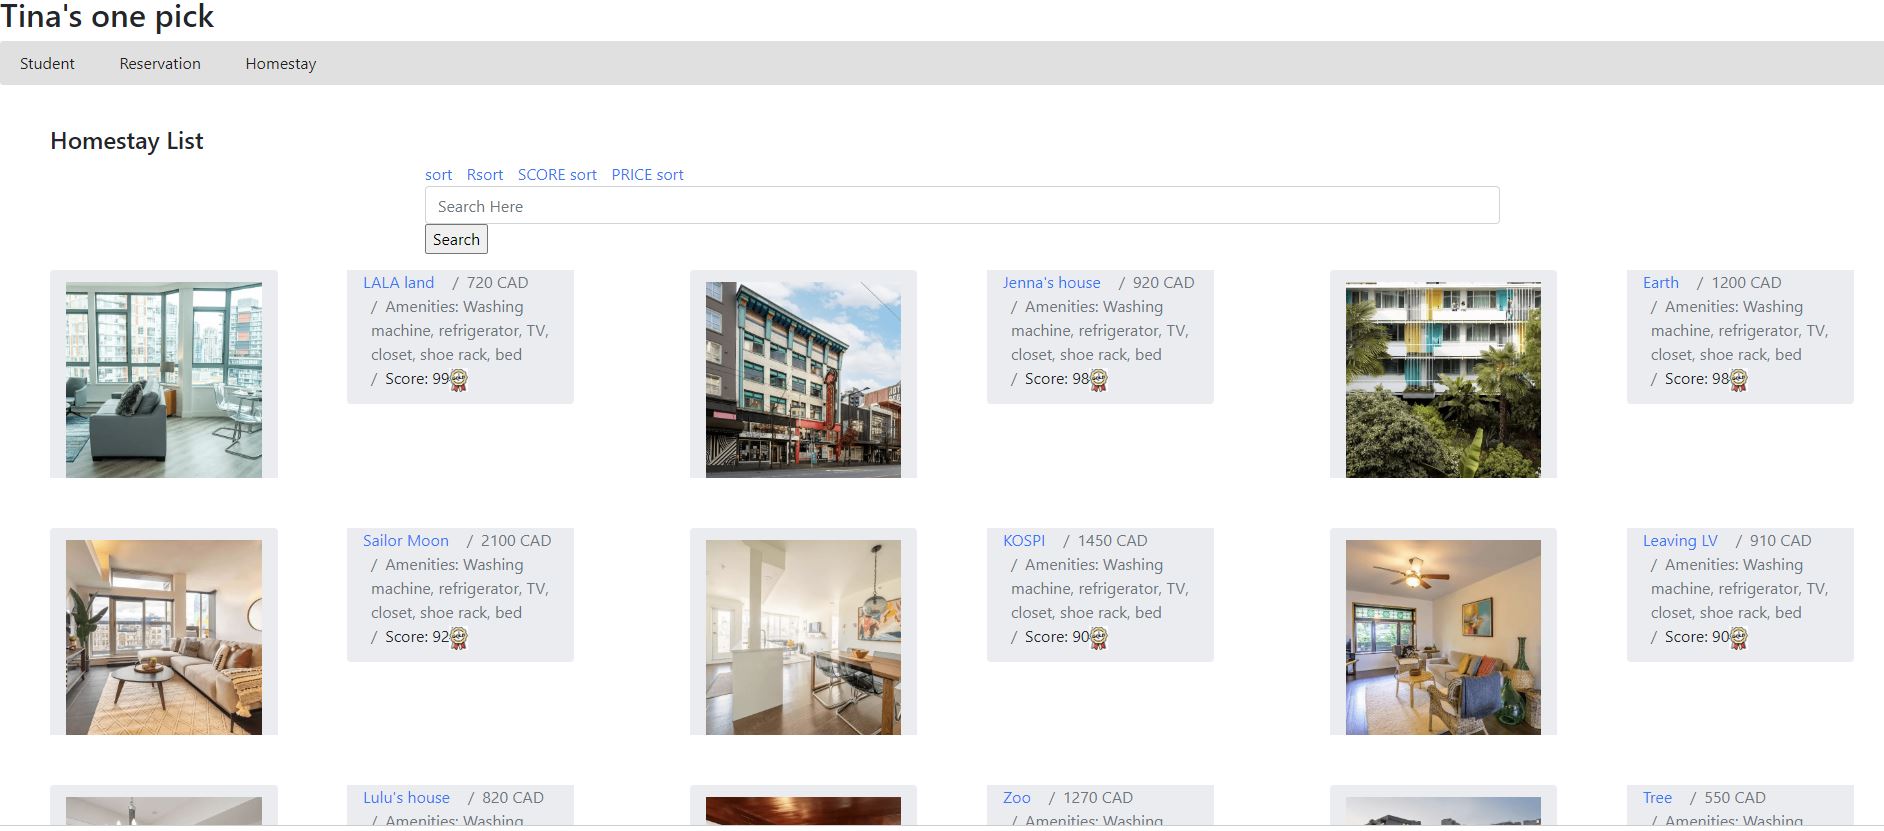 Tina's one pick
Student Reservation Homestay
Homestay List
sort Rsort SCORE sort PRICE sort
Search Here
Search
LALA land / 720 CAD
/ Amenities: Washing
machine, refrigerator, TV,
closet, shoe rack, bed
/ Score: 99
Jenna's house / 920 CAD
/ Amenities: Washing
machine, refrigerator, TV,
closet, shoe rack, bed
/ Score: 98
Earth / 1200 CAD
/ Amenities: Washing
machine, refrigerator, TV,
closet, shoe rack, bed
/ Score: 98
Sailor Moon / 2100 CAD
/ Amenities: Washing
machine, refrigerator, TV,
closet, shoe rack, bed
/ Score: 92
KOSPI / 1450 CAD
/ Amenities: Washing
machine, refrigerator, TV,
closet, shoe rack, bed
/ Score: 90
Leaving LV / 910 CAD
/ Amenities: Washing
machine, refrigerator, TV,
closet, shoe rack, bed
/ Score: 90
Lulu's house / 820 CAD
/ Amenities: Washing
Zoo / 1270 CAD
/ Amenities: Washing
Tree / 550 CAD
/ Amenities: Washing